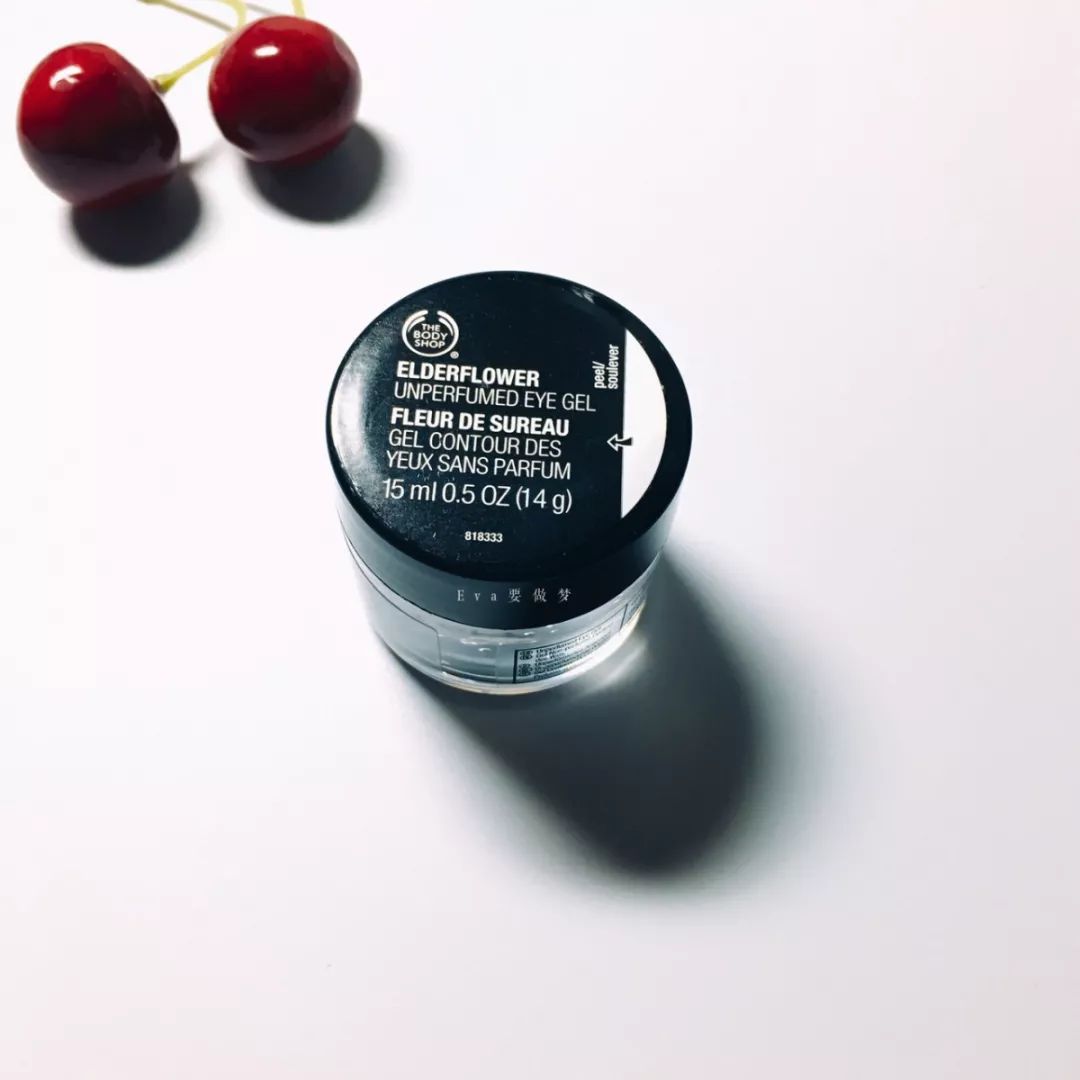 THE
BODY
SHOP
®
ELDERFLOWER
UNPERFUMED EYE GEL
FLEUR DE SUREAU
GEL CONTOUR DES
YEUX SANS PARFUM
15 ml 0.5 OZ (14 g)
818333
peel/
soulever
Eva要做梦